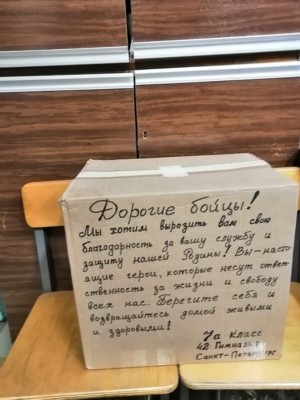 Дорогие бойцы!
Мы хотим выразить вам свою
благодарность за вашу службу и
защиту нашей Родины! Вы-насто-
ящие герои, которые несут ответ-
ственность за жизни и свободу
всех нас. Берегите себя и
возвращайтесь домой живыми
и здоровыми!
7а класс
42 Гимназия
Санкт-Петербург